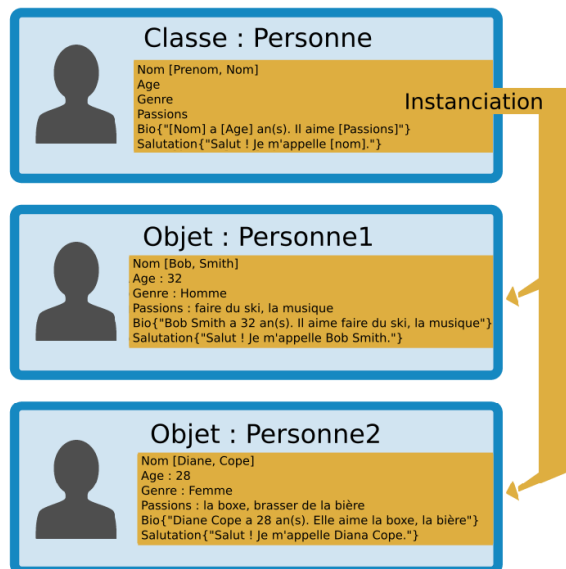 Classe : Personne
Nom [Prenom, Nom]
Age
Genre
Passions
Bio{"[Nom] a [Age] an(s). Il aime [Passions]"}
Salutation{"Salut ! Je m'appelle [nom]."}
Instanciation
Objet : Personne1
Nom [Bob, Smith]
Age : 32
Genre : Homme
Passions : faire du ski, la musique
Bio{"Bob Smith a 32 an(s). Il aime faire du ski, la musique"}
Salutation{"Salut ! Je m'appelle Bob Smith."}
Objet : Personne2
Nom [Diane, Cope]
Age : 28
Genre : Femme
Passions : la boxe, brasser de la bière
Bio{"Diane Cope a 28 an(s). Elle aime la boxe, la bière"}
Salutation{"Salut ! Je m'appelle Diana Cope."}